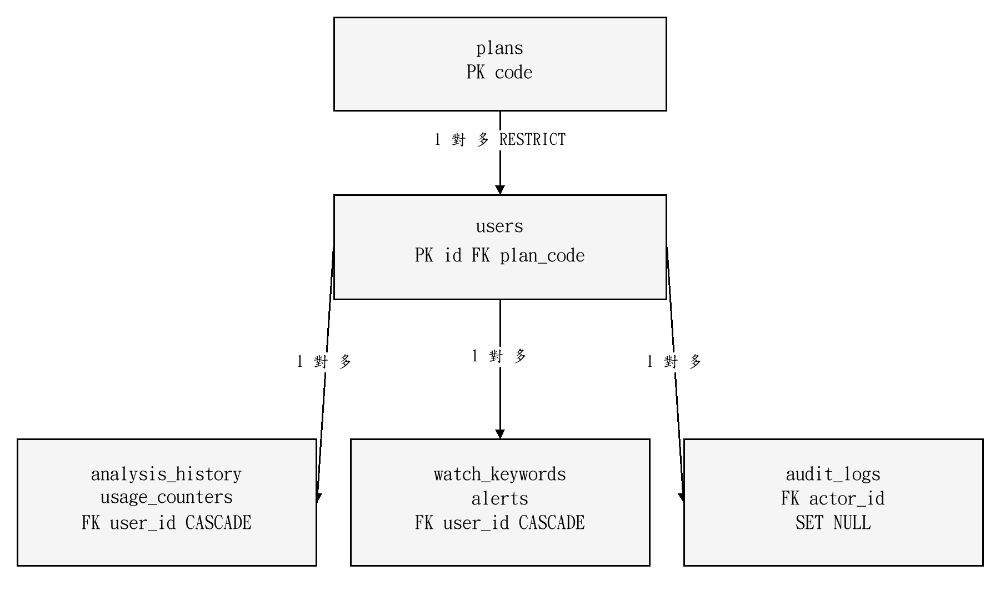 plans
PK code
1 對 多 RESTRICT
users
PK id FK plan_code
1 對 多
1 對 多
1 對 多
analysis_history
usage_counters
FK user_id CASCADE
watch_keywords
alerts
FK user_id CASCADE
audit_logs
FK actor_id
SET NULL